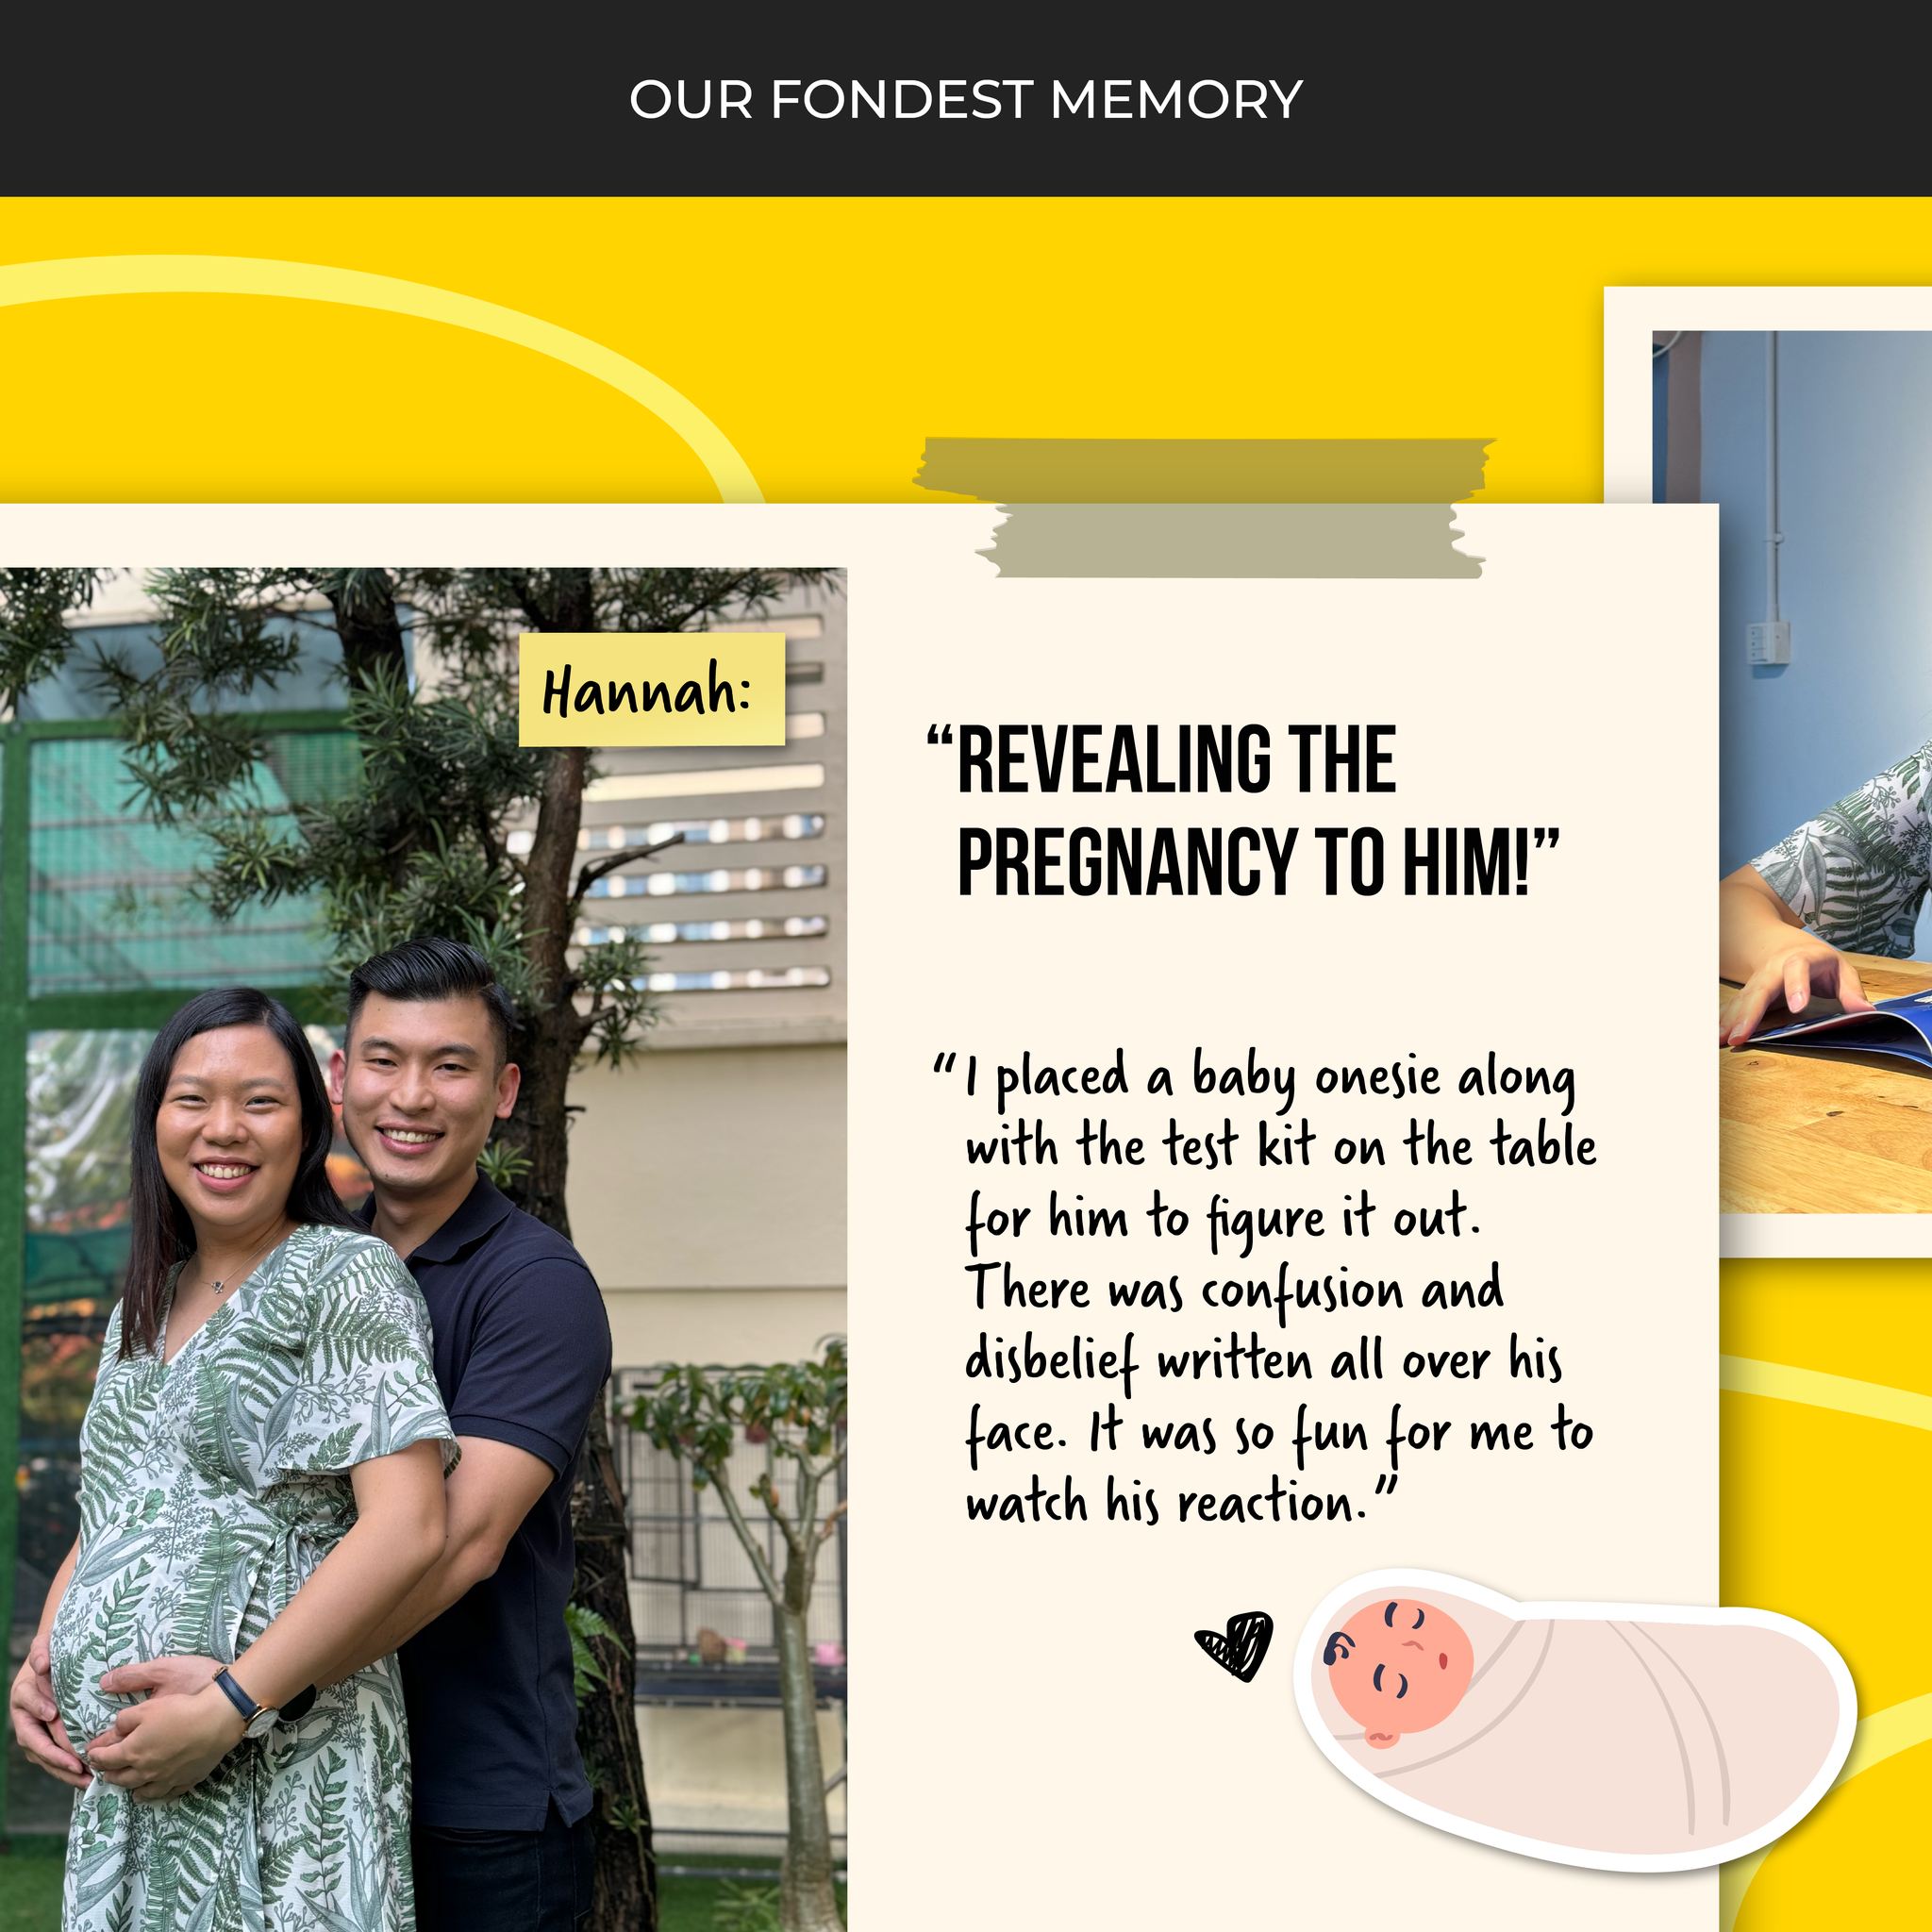 OUR FONDEST MEMORY
Hannah:
“REVEALING THE
PREGNANCY TO HIM!”
“I placed a baby onesie along
with the test kit on the table
for him to figure it out.
There was confusion and
disbelief written all over his
face. It was so fun for me to
watch his reaction.”